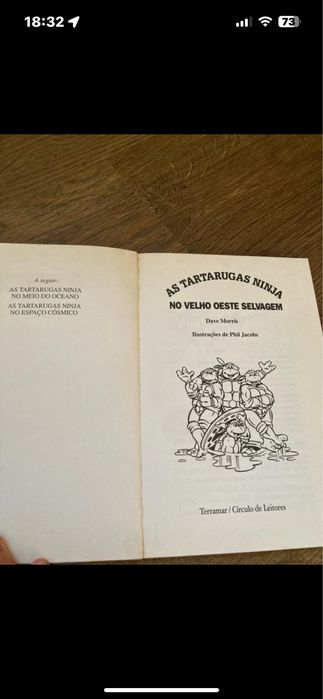 18:32
73
A seguir:
AS TARTARUGAS NINJA
NO MEIO DO OCEANO
AS TARTARUGAS NINJA
NO ESPAÇO CÓSMICO
AS TARTARUGAS NINJA
NO VELHO OESTE SELVAGEM
Dave Morris
Ilustrações de Phil Jacobs
Terramar / Círculo de Leitores